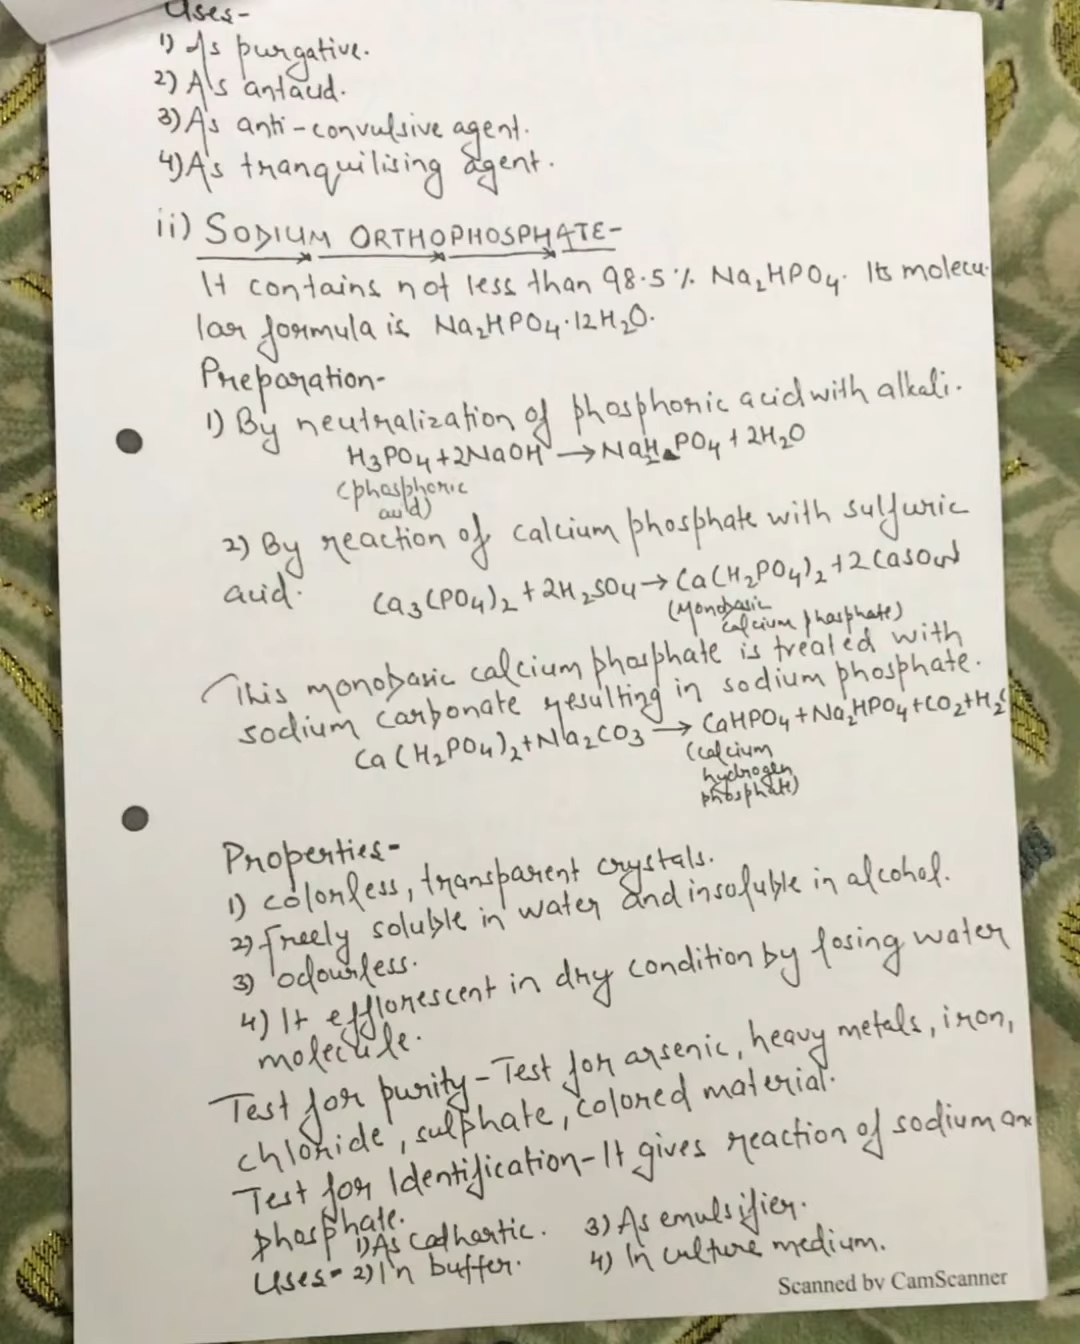 Uses-
1) As purgative.
2) As antacid.
3) As anti-convulsive agent.
4) As tranquilising agent.
ii) SODIUM ORTHOPHOSPHATE-
It contains not less than 98.5% Na₂HPO₄. Its molecu-
lar formula is Na₂HPO₄.12H₂O.
Preparation-
1) By neutralization of phosphoric acid with alkali.
H₃PO₄ + 2NaOH → NaH₂PO₄ + 2H₂O
(phosphoric
acid)
2) By reaction of calcium phosphate with sulfuric
acid. Ca₃(PO₄)₂ + 2H₂SO₄ → Ca(H₂PO₄)₂ + 2CaSO₄↓
(Monobasic
calcium phosphate)
This monobasic calcium phosphate is treated with
sodium carbonate resulting in sodium phosphate.
Ca(H₂PO₄)₂ + Na₂CO₃ → CaHPO₄ + Na₂HPO₄ + CO₂ + H₂O
(calcium
hydrogen
phosphate)
Properties-
1) colorless, transparent crystals.
2) freely soluble in water and insoluble in alcohol.
3) odourless.
4) It efflorescent in dry condition by losing water
molecule.
Test for purity - Test for arsenic, heavy metals, iron,
chloride, sulphate, colored material.
Test for Identification - It gives reaction of sodium an
phosphate.
1) As cathartic. 3) As emulsifier.
Uses- 2) In buffer. 4) In culture medium.
Scanned by CamScanner